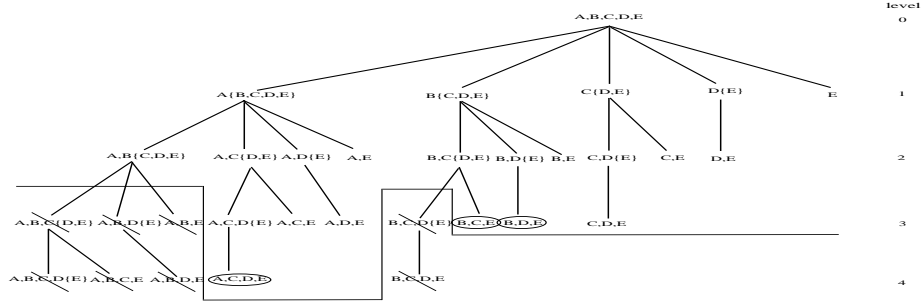 level
A,B,C,D,E 0
A{B,C,D,E} B{C,D,E} C{D,E} D{E} E 1
A,B{C,D,E} A,C{D,E} A,D{E} A,E B,C{D,E} B,D{E} B,E C,D{E} C,E D,E 2
A,B,C{D,E} A,B,D{E} A,B,E A,C,D{E} A,C,E A,D,E B,C,D{E} B,C,E B,D,E C,D,E 3
A,B,C,D{E} A,B,C,E A,B,D,E A,C,D,E B,C,D,E 4